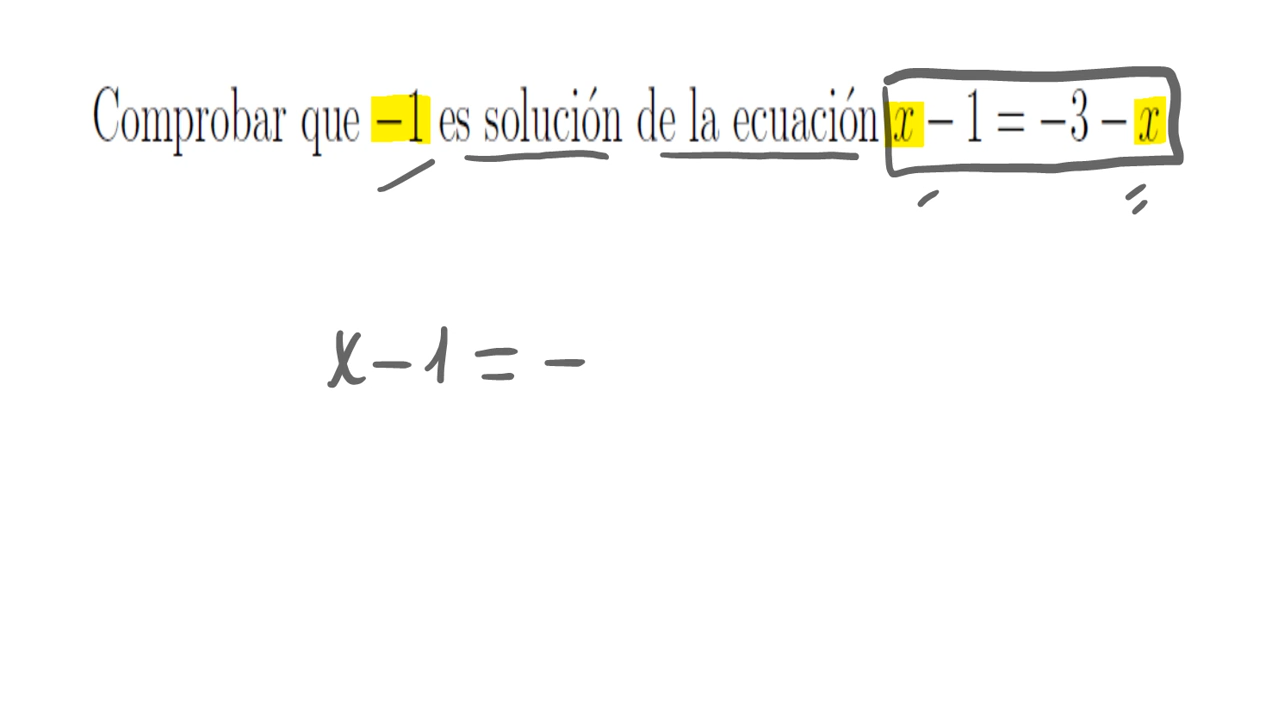 Comprobar que −1 es solución de la ecuación x − 1 = −3 − x
x − 1 = −